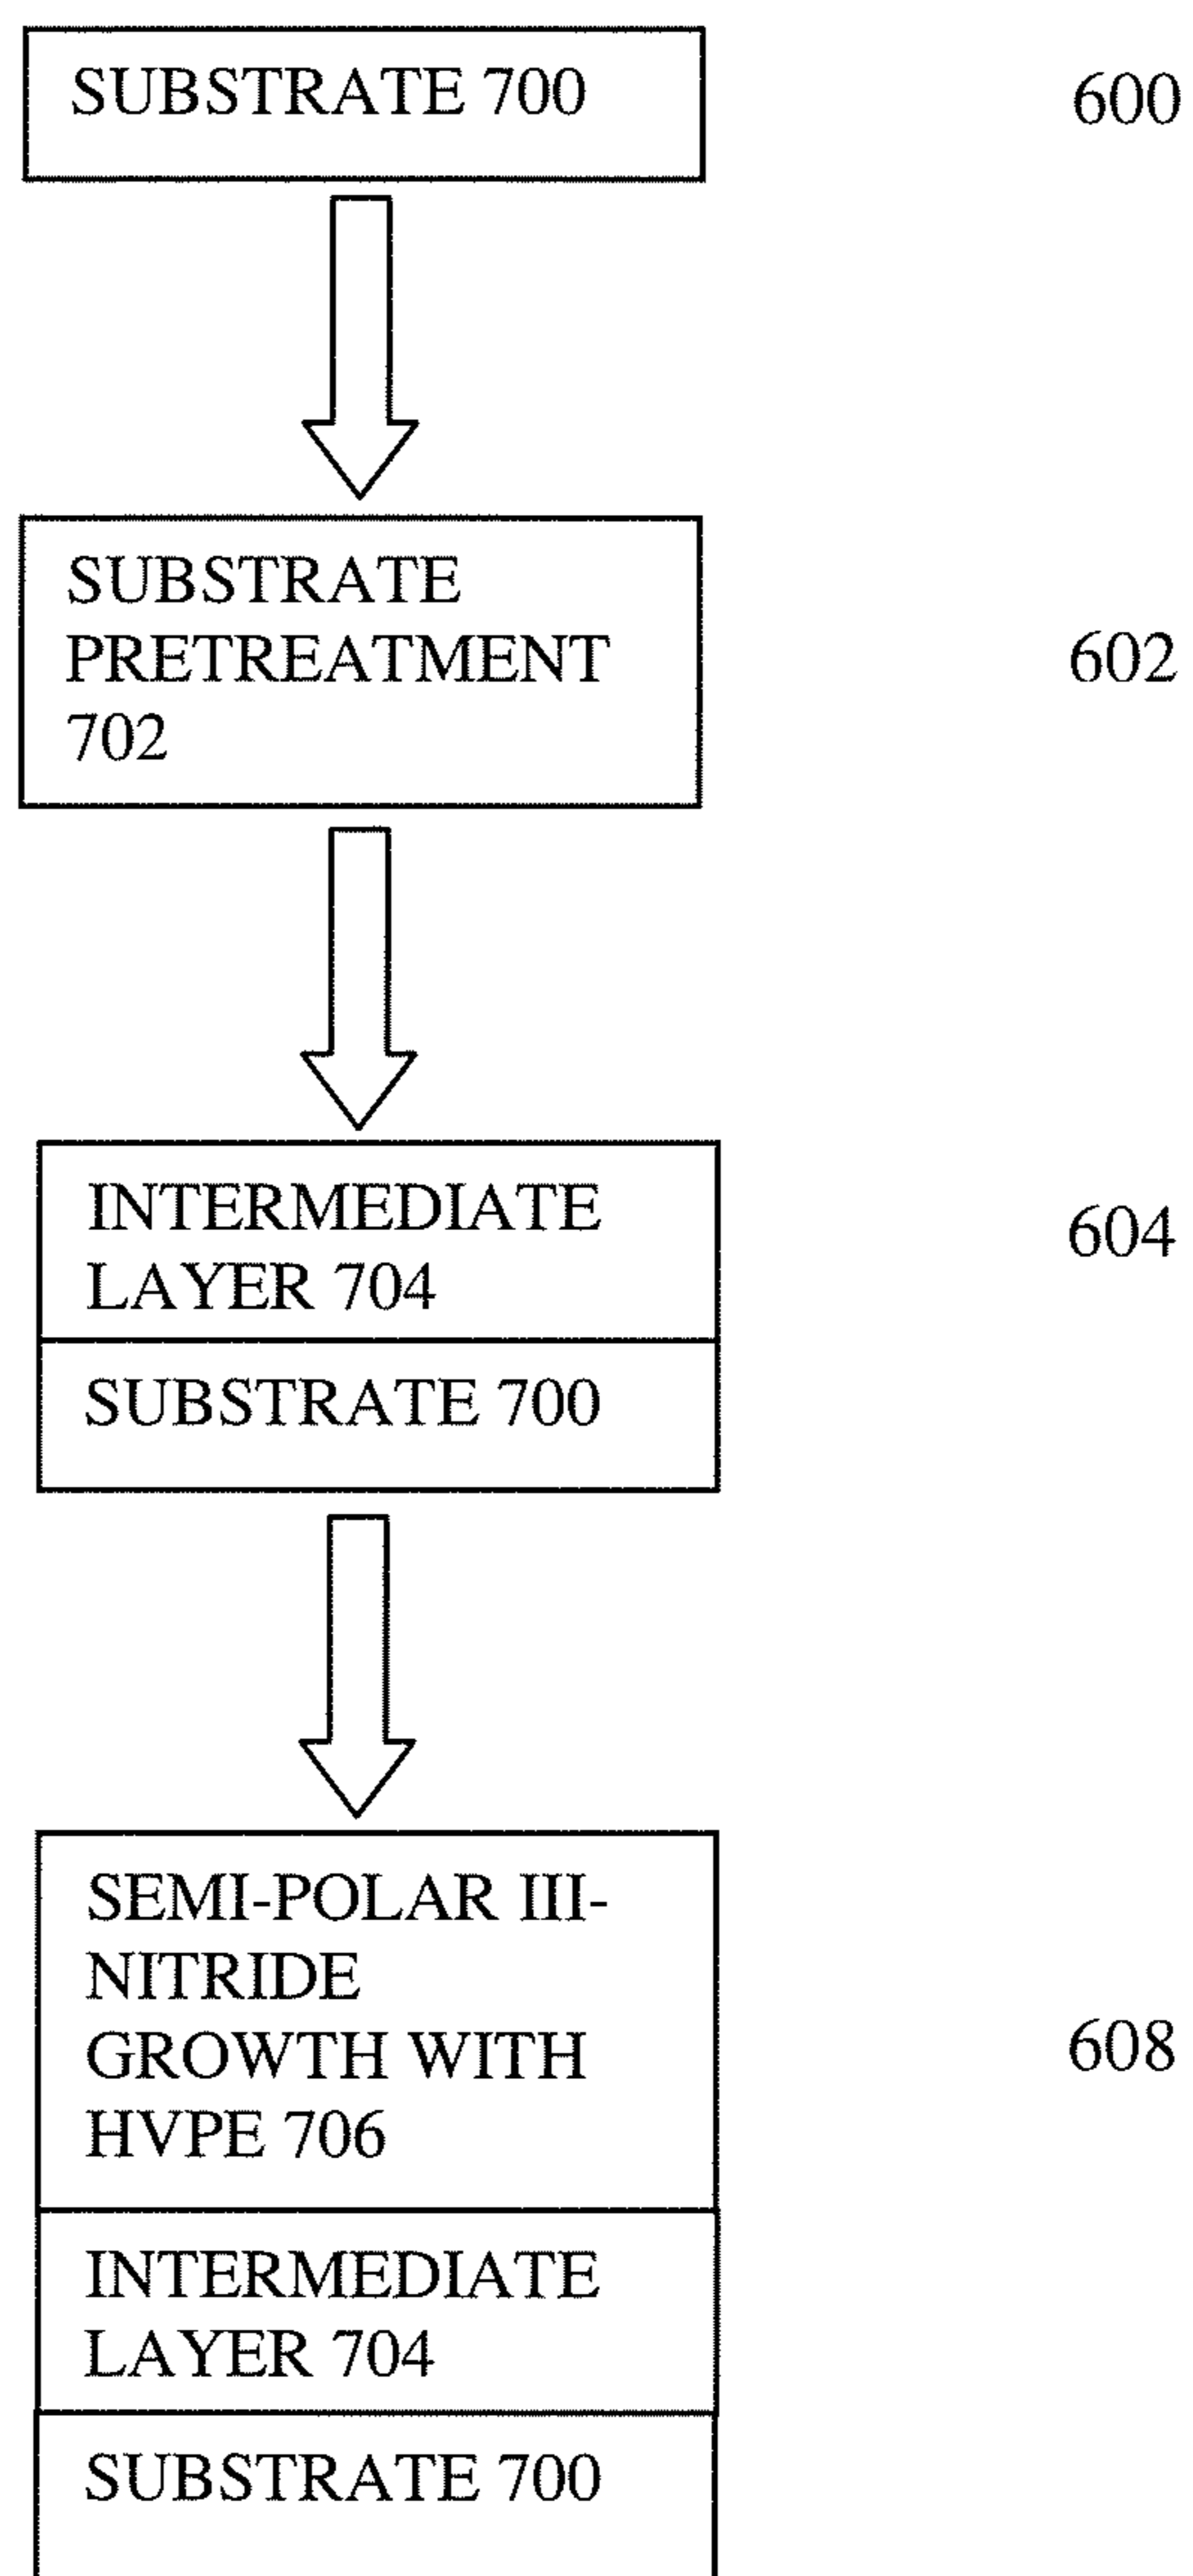 SUBSTRATE 700
600
SUBSTRATE
PRETREATMENT
702
602
INTERMEDIATE
LAYER 704
SUBSTRATE 700
604
SEMI-POLAR III-
NITRIDE
GROWTH WITH
HVPE 706
INTERMEDIATE
LAYER 704
SUBSTRATE 700
608